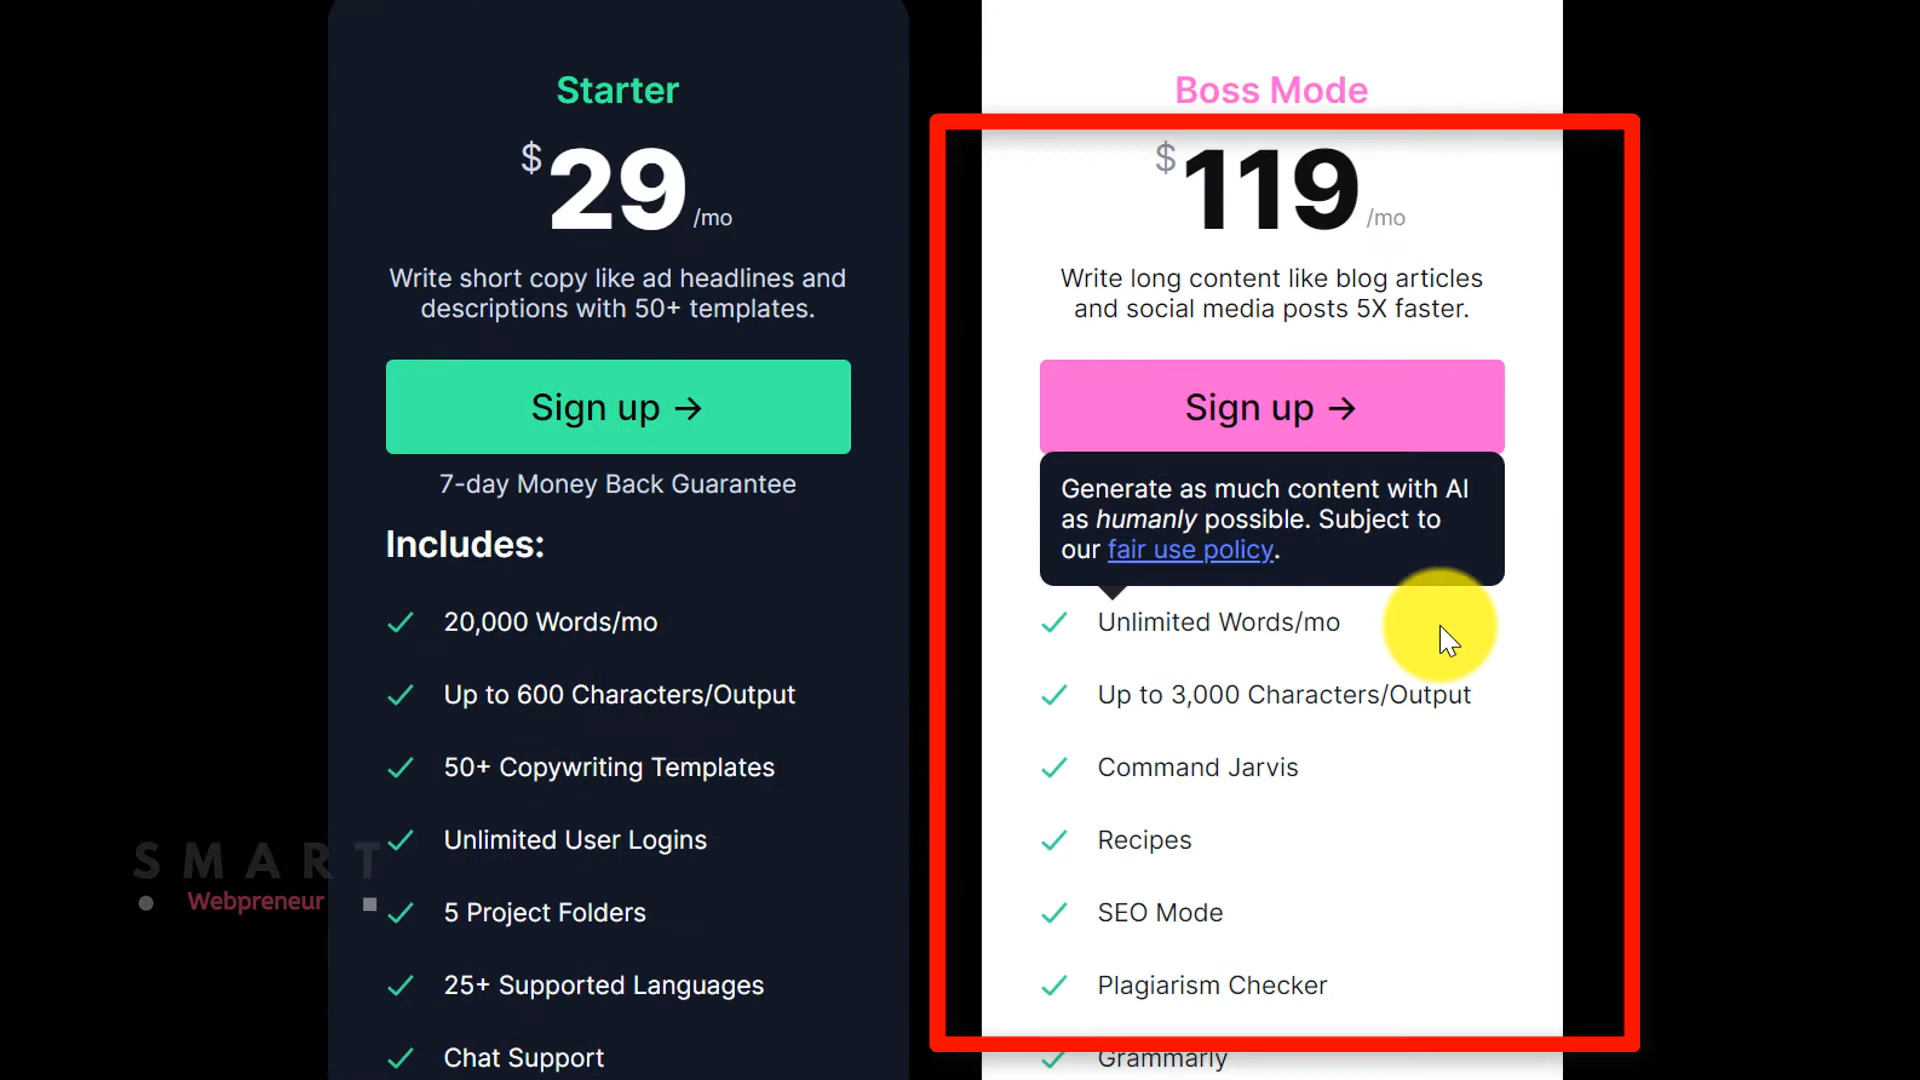 Starter
$29/mo
Write short copy like ad headlines and
descriptions with 50+ templates.
Sign up →
7-day Money Back Guarantee
Includes:
20,000 Words/mo
Up to 600 Characters/Output
50+ Copywriting Templates
Unlimited User Logins
5 Project Folders
25+ Supported Languages
Chat Support
Boss Mode
$119/mo
Write long content like blog articles
and social media posts 5X faster.
Sign up →
Generate as much content with AI
as humanly possible. Subject to
our fair use policy.
Unlimited Words/mo
Up to 3,000 Characters/Output
Command Jarvis
Recipes
SEO Mode
Plagiarism Checker
Grammarly
SMART
Webpreneur